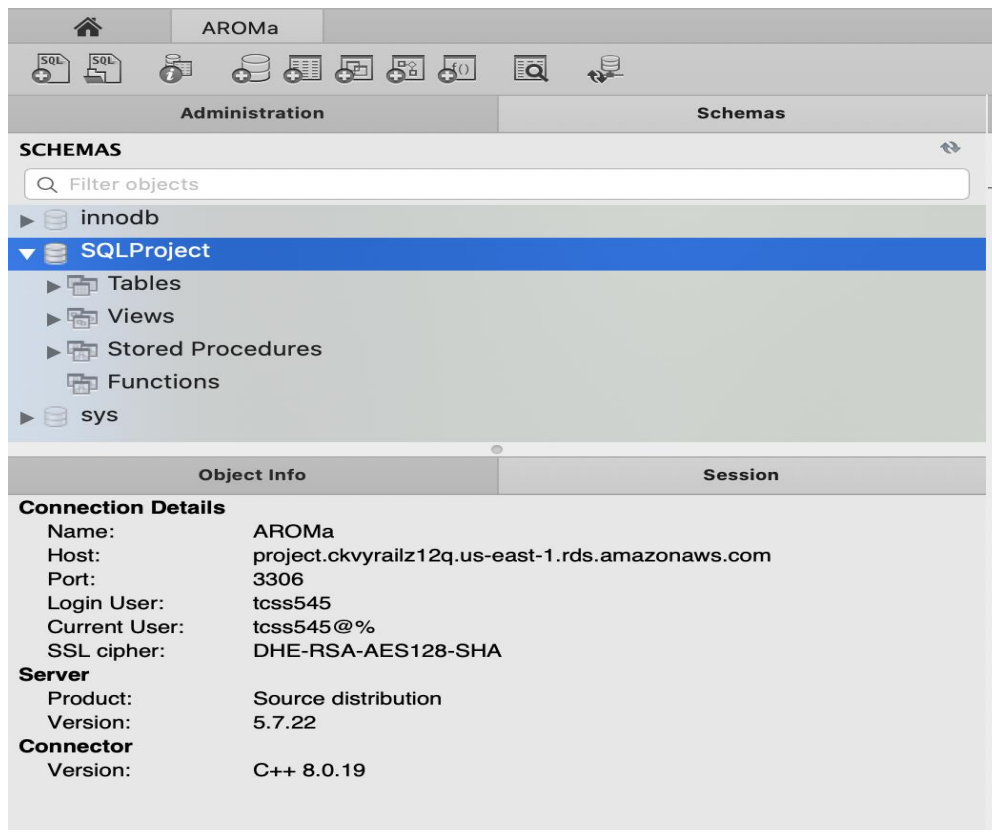 AROMa
SQL SQL f()
Administration Schemas
SCHEMAS
Filter objects
innodb
SQLProject
Tables
Views
Stored Procedures
Functions
sys
Object Info Session
Connection Details
Name: AROMa
Host: project.ckvyrailz12q.us-east-1.rds.amazonaws.com
Port: 3306
Login User: tcss545
Current User: tcss545@%
SSL cipher: DHE-RSA-AES128-SHA
Server
Product: Source distribution
Version: 5.7.22
Connector
Version: C++ 8.0.19